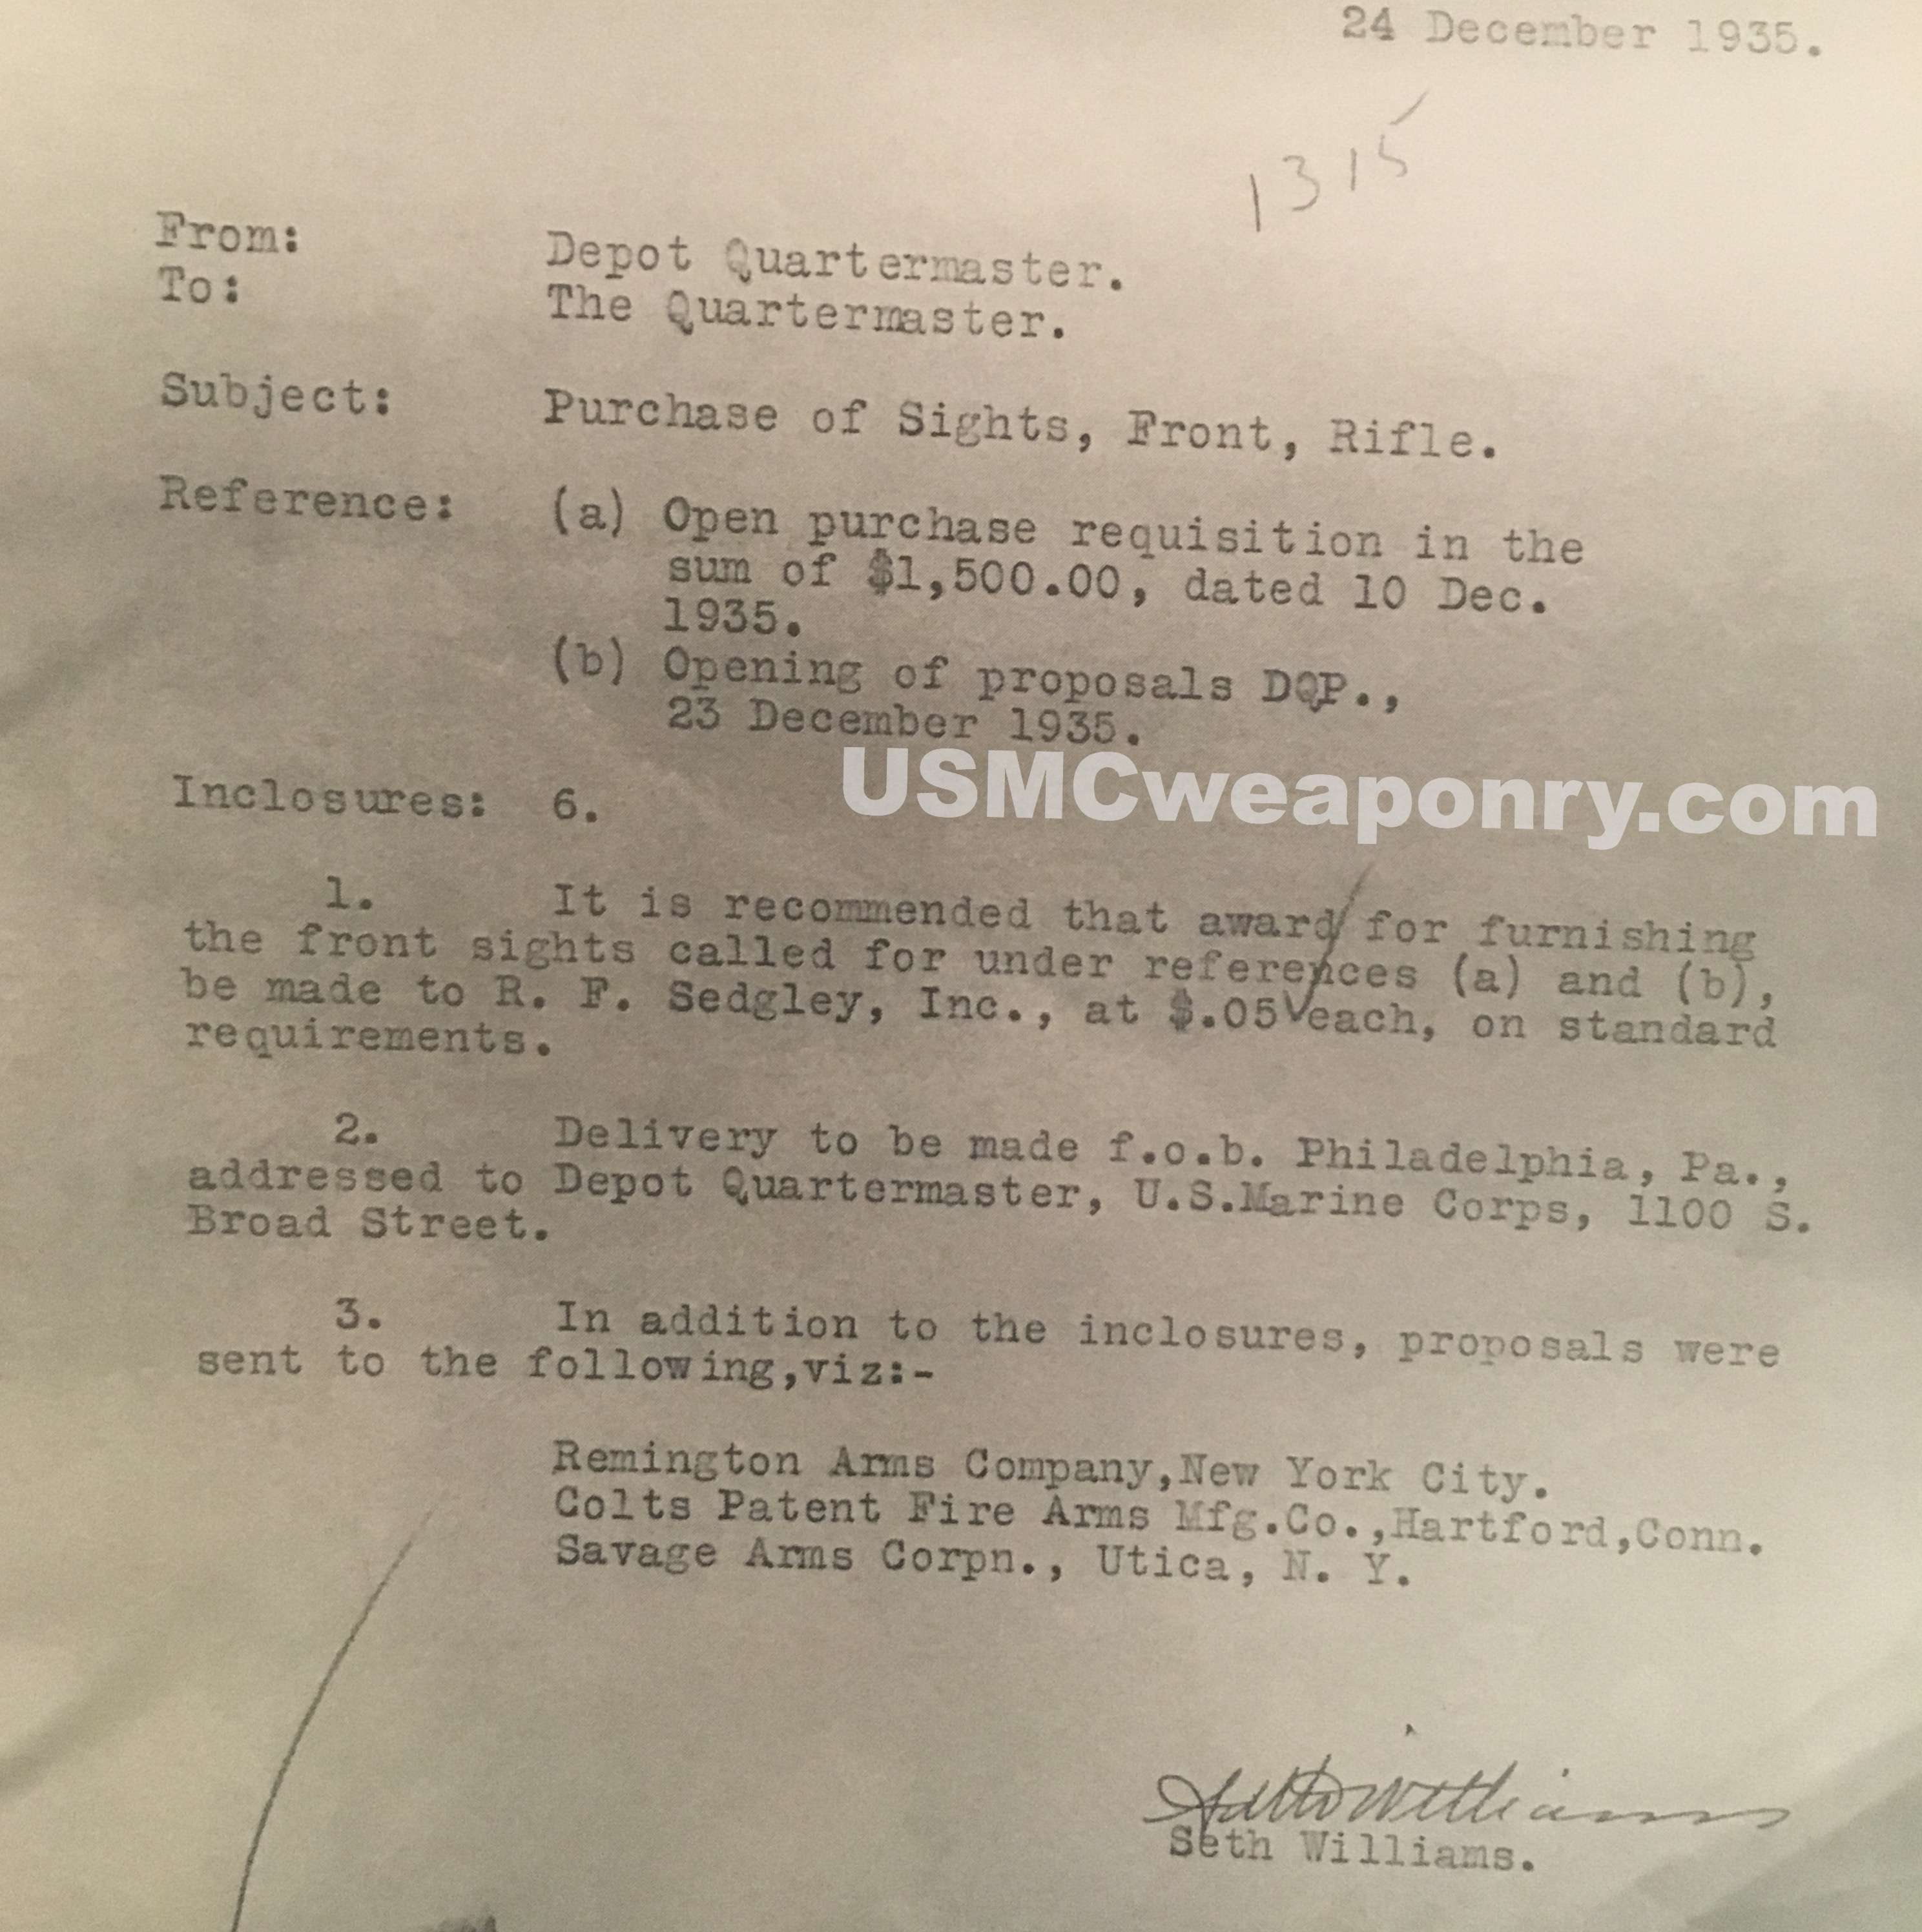 24 December 1935.
1315
From: Depot Quartermaster.
To: The Quartermaster.
Subject: Purchase of Sights, Front, Rifle.
Reference: (a) Open purchase requisition in the
sum of $1,500.00, dated 10 Dec.
1935.
(b) Opening of proposals DQP.,
23 December 1935.
USMCweaponry.com
Inclosures: 6.
1. It is recommended that award for furnishing
the front sights called for under references (a) and (b),
be made to R. F. Sedgley, Inc., at $.05 each, on standard
requirements.
2. Delivery to be made f.o.b. Philadelphia, Pa.,
addressed to Depot Quartermaster, U.S.Marine Corps, 1100 S.
Broad Street.
3. In addition to the inclosures, proposals were
sent to the following,viz:-
Remington Arms Company,New York City.
Colts Patent Fire Arms Mfg.Co.,Hartford,Conn.
Savage Arms Corpn., Utica, N. Y.
Seth Williams
Seth Williams.